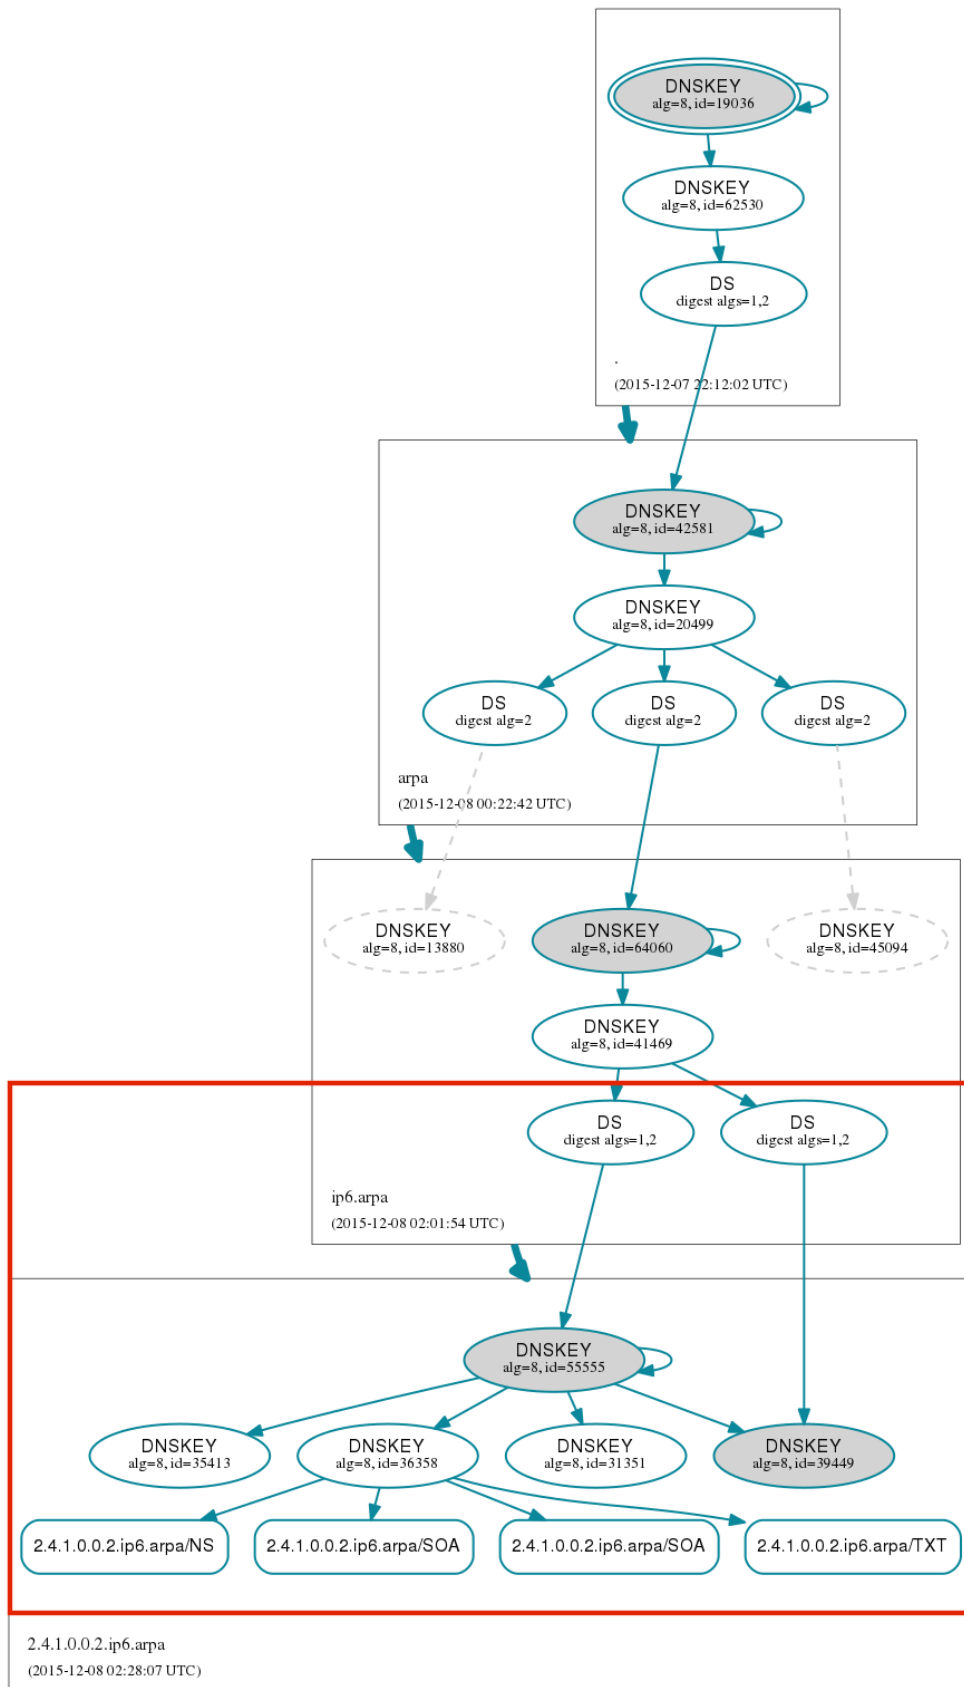 DNSKEY
alg=8, id=19036
DNSKEY
alg=8, id=62530
DS
digest algs=1,2
.
(2015-12-07 22:12:02 UTC)
DNSKEY
alg=8, id=42581
DNSKEY
alg=8, id=20499
DS
digest alg=2
DS
digest alg=2
DS
digest alg=2
arpa
(2015-12-08 00:22:42 UTC)
DNSKEY
alg=8, id=13880
DNSKEY
alg=8, id=64060
DNSKEY
alg=8, id=45094
DNSKEY
alg=8, id=41469
DS
digest algs=1,2
DS
digest algs=1,2
ip6.arpa
(2015-12-08 02:01:54 UTC)
DNSKEY
alg=8, id=55555
DNSKEY
alg=8, id=35413
DNSKEY
alg=8, id=36358
DNSKEY
alg=8, id=31351
DNSKEY
alg=8, id=39449
2.4.1.0.0.2.ip6.arpa/NS
2.4.1.0.0.2.ip6.arpa/SOA
2.4.1.0.0.2.ip6.arpa/SOA
2.4.1.0.0.2.ip6.arpa/TXT
2.4.1.0.0.2.ip6.arpa
(2015-12-08 02:28:07 UTC)